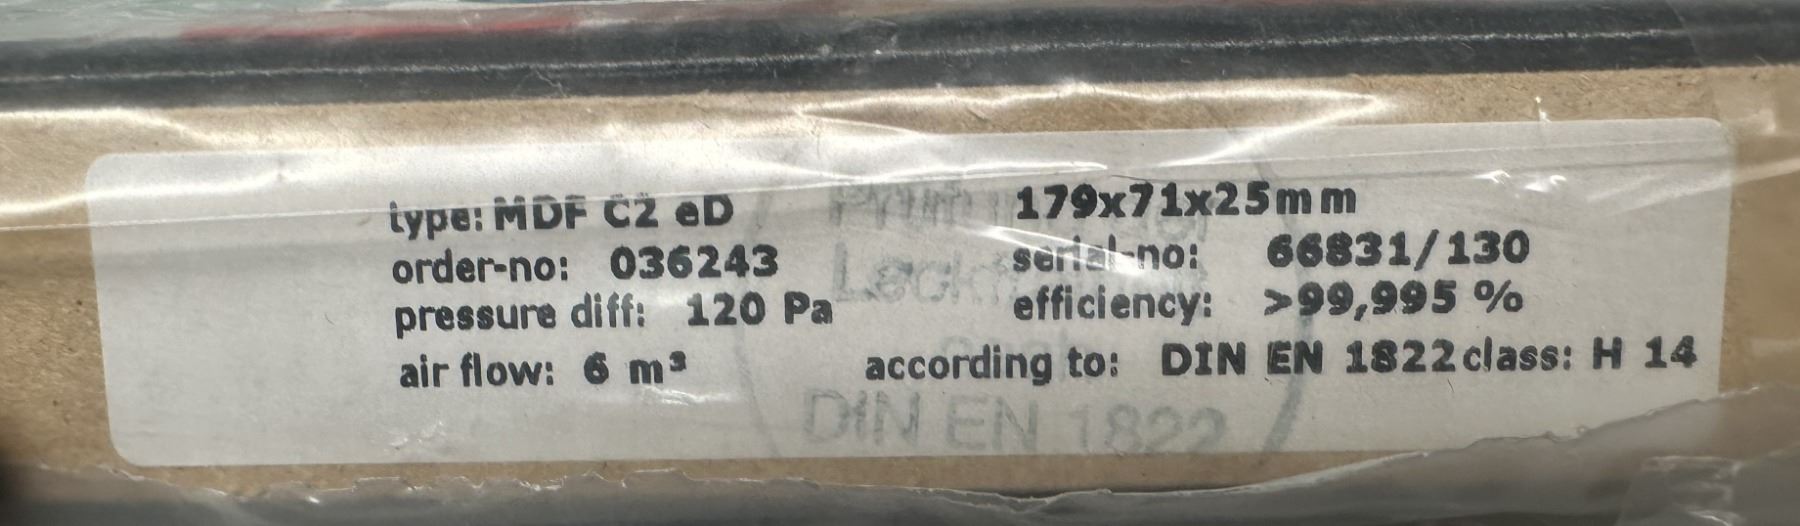 type: MDF C2 eD 179x71x25mm
order-no: 036243 serial-no: 66831/130
pressure diff: 120 Pa efficiency: >99,995 %
air flow: 6 m³ according to: DIN EN 1822 class: H 14
DIN EN 1822